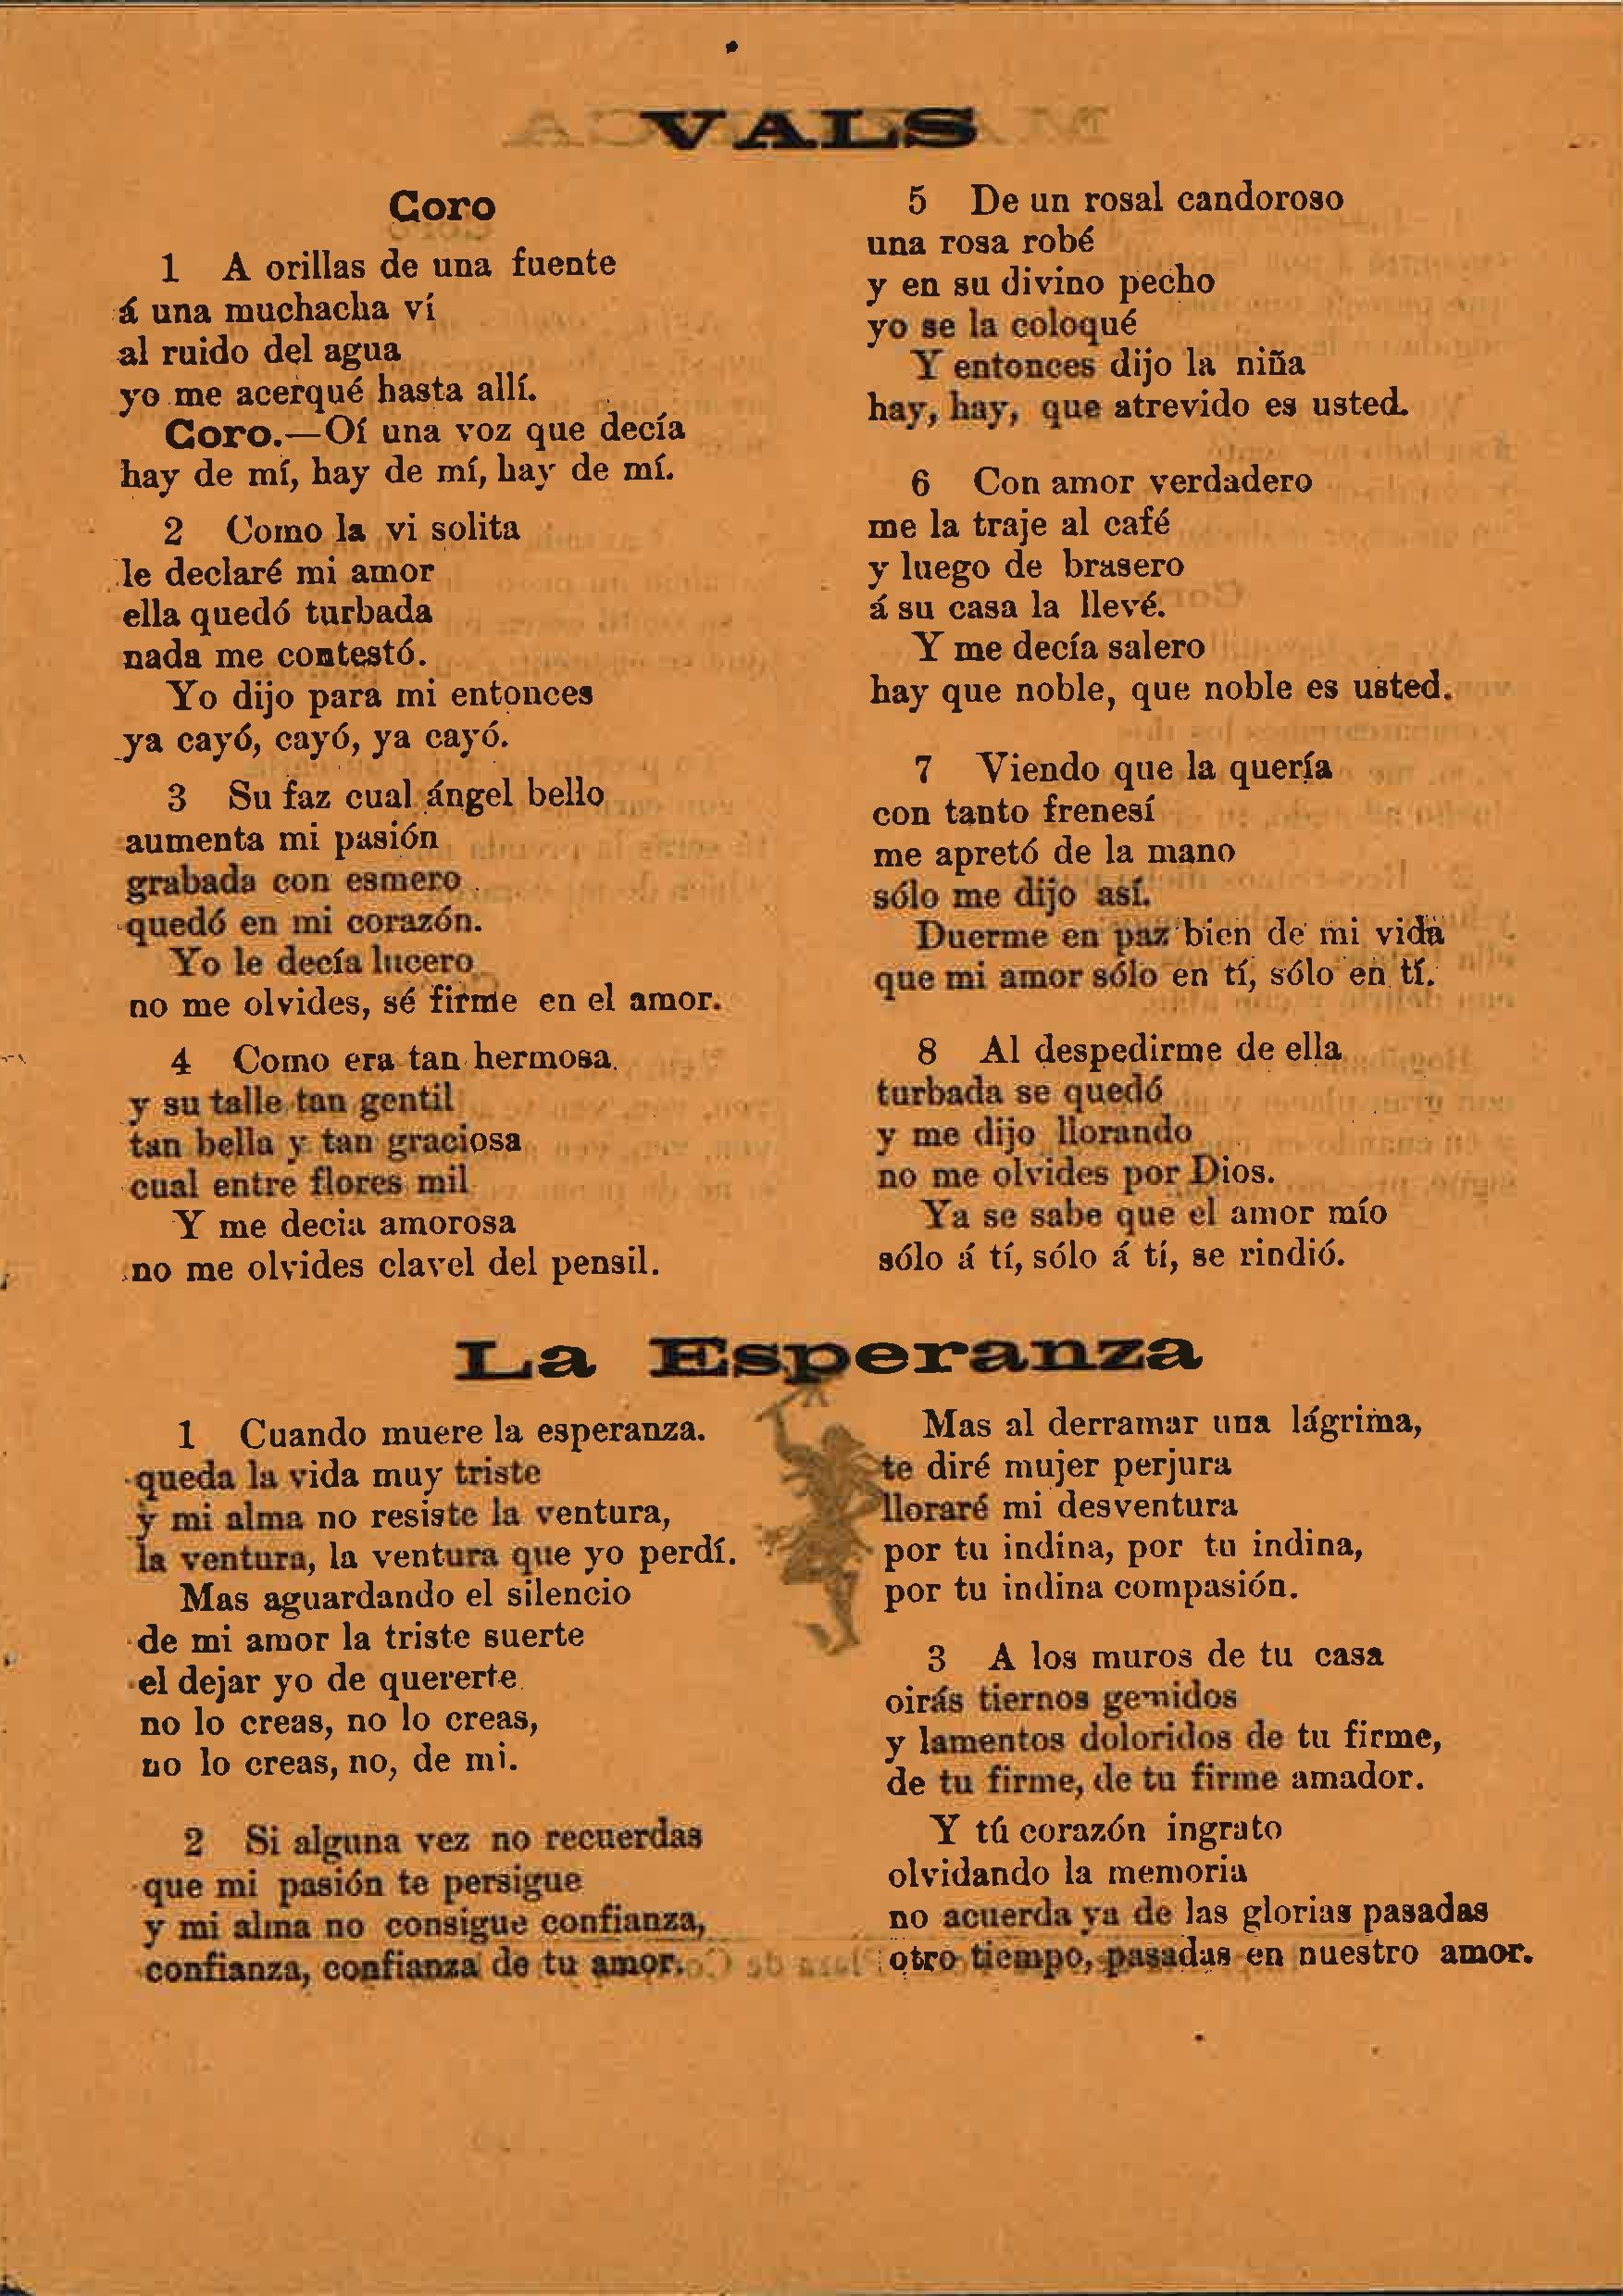 VALS
Coro
1 A orillas de una fuente
á una muchacha ví
al ruido del agua
yo me acerqué hasta allí.
Coro.—Oí una voz que decía
hay de mí, hay de mí, hay de mí.
2 Como la vi solita
le declaré mi amor
ella quedó turbada
nada me contestó.
Yo dijo para mi entonces
ya cayó, cayó, ya cayó.
3 Su faz cual ángel bello
aumenta mi pasión
grabada con esmero
quedó en mi corazón.
Yo le decía lucero
no me olvides, sé firme en el amor.
4 Como era tan hermosa
y su talle tan gentil
tan bella y tan graciosa
cual entre flores mil
Y me decia amorosa
no me olvides clavel del pensil.
5 De un rosal candoroso
una rosa robé
y en su divino pecho
yo se la coloqué
Y entonces dijo la niña
hay, hay, que atrevido es usted.
6 Con amor verdadero
me la traje al café
y luego de brasero
á su casa la llevé.
Y me decía salero
hay que noble, que noble es usted.
7 Viendo que la quería
con tanto frenesí
me apretó de la mano
sólo me dijo así.
Duerme en paz bien de mi vida
que mi amor sólo en tí, sólo en tí.
8 Al despedirme de ella
turbada se quedó
y me dijo llorando
no me olvides por Dios.
Ya se sabe que el amor mío
sólo á tí, sólo á tí, se rindió.
La Esperanza
1 Cuando muere la esperanza.
queda la vida muy triste
y mi alma no resiste la ventura,
la ventura, la ventura que yo perdí.
Mas aguardando el silencio
de mi amor la triste suerte
el dejar yo de quererte
no lo creas, no lo creas,
no lo creas, no, de mi.
2 Si alguna vez no recuerdas
que mi pasión te persigue
y mi alma no consigue confianza,
confianza, confianza de tu amor.
Mas al derramar una lágrima,
te diré mujer perjura
lloraré mi desventura
por tu indina, por tu indina,
por tu indina compasión.
3 A los muros de tu casa
oirás tiernos gemidos
y lamentos doloridos de tu firme,
de tu firme, de tu firme amador.
Y tú corazón ingrato
olvidando la memoria
no acuerda ya de las glorias pasadas
otro tiempo, pasadas en nuestro amor.